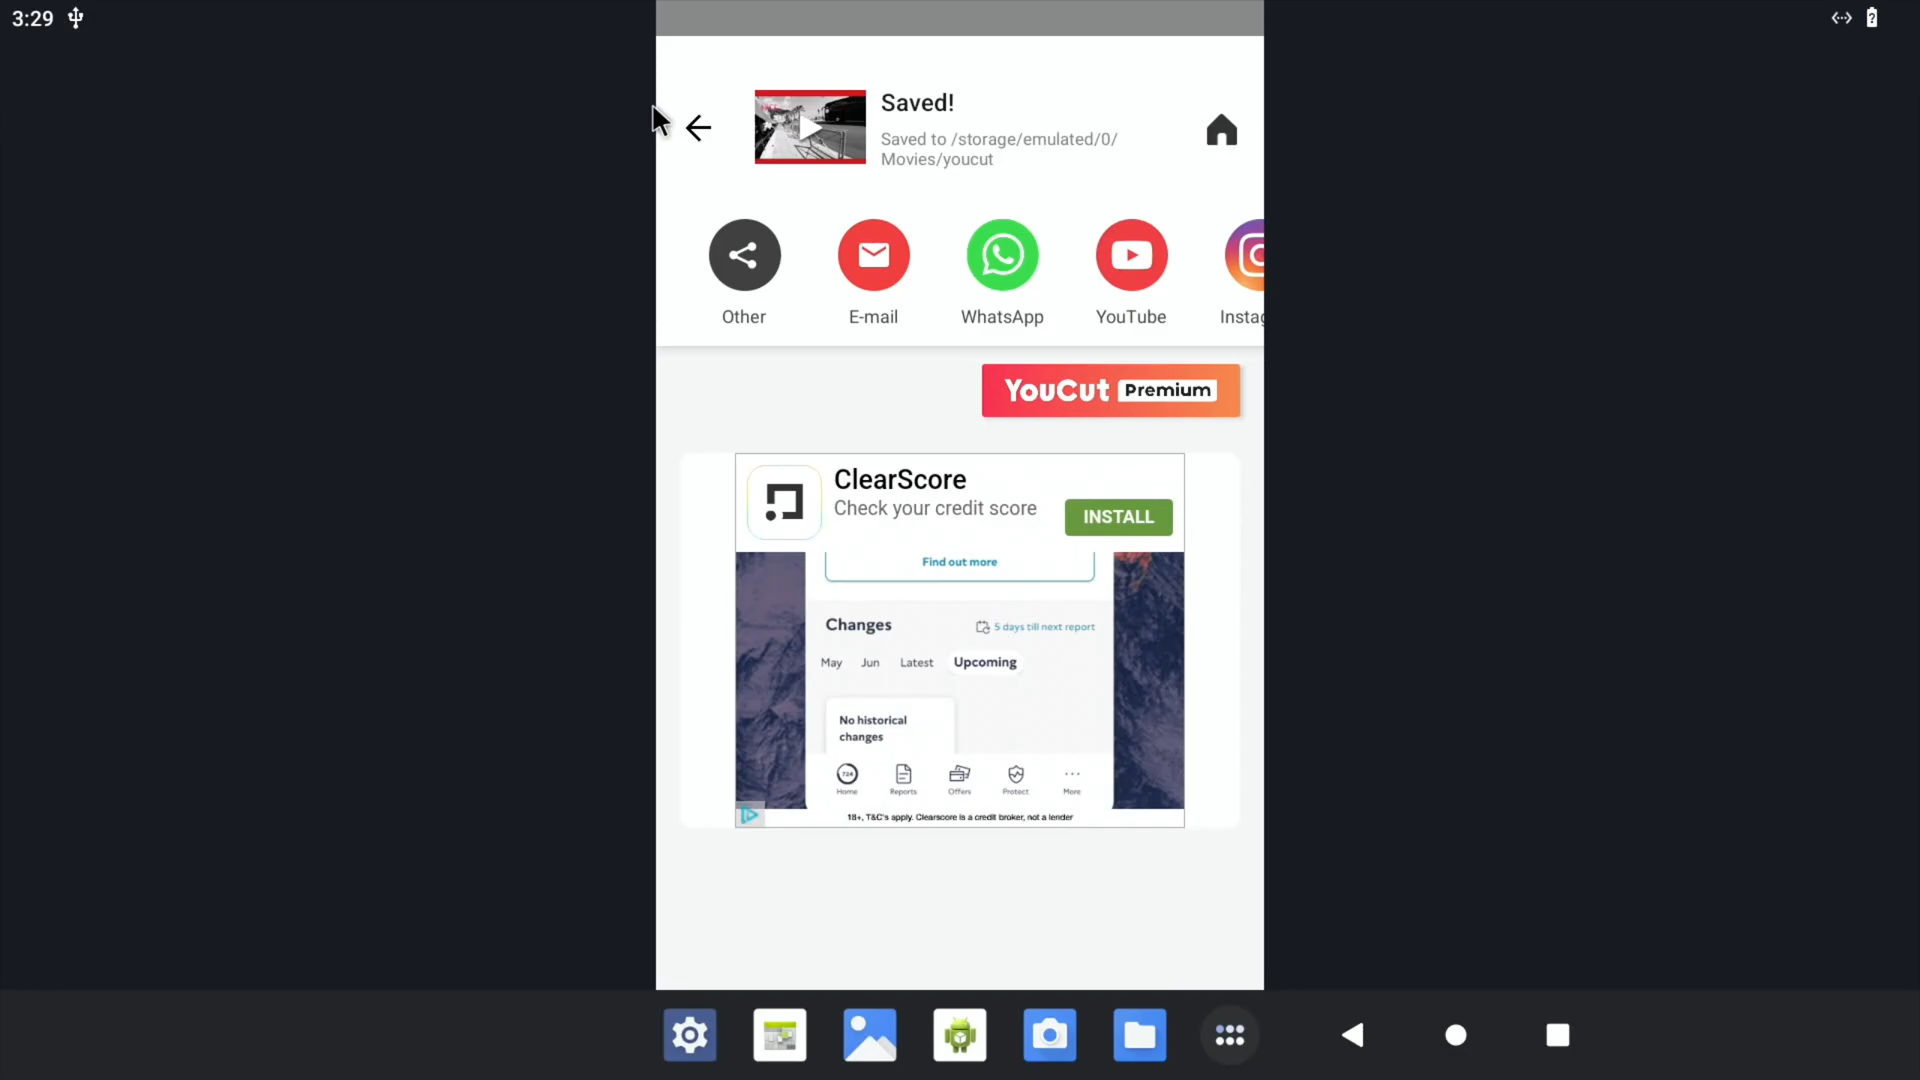 3:29
Saved!
Saved to /storage/emulated/0/
Movies/youcut
Other
E-mail
WhatsApp
YouTube
Instag
YouCut Premium
ClearScore
Check your credit score
INSTALL
Find out more
Changes
5 days till next report
May
Jun
Latest
Upcoming
No historical
changes
724
Home
Reports
Offers
Protect
More
18+, T&C's apply. Clearscore is a credit broker, not a lender